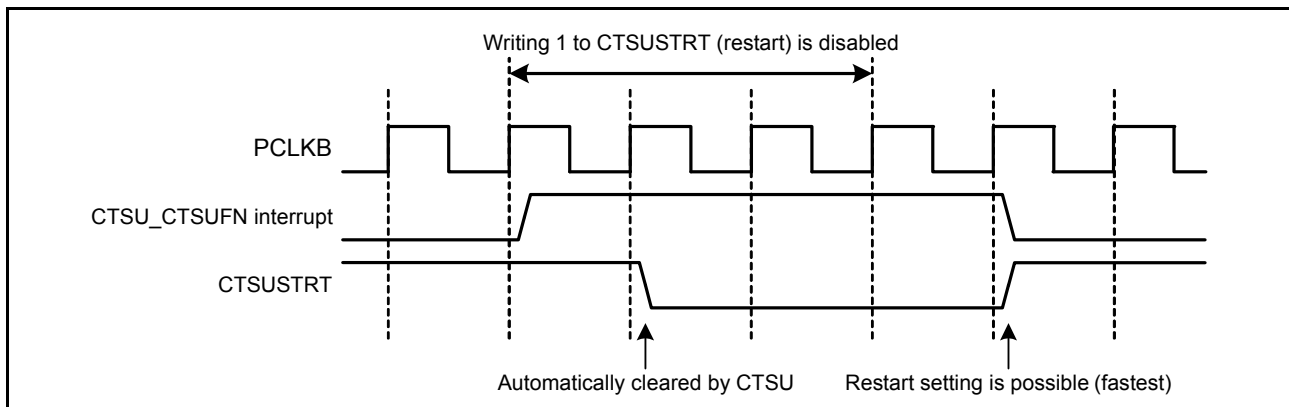 Writing 1 to CTSUSTRT (restart) is disabled
PCLKB
CTSU_CTSUFN interrupt
CTSUSTRT
Automatically cleared by CTSU
Restart setting is possible (fastest)